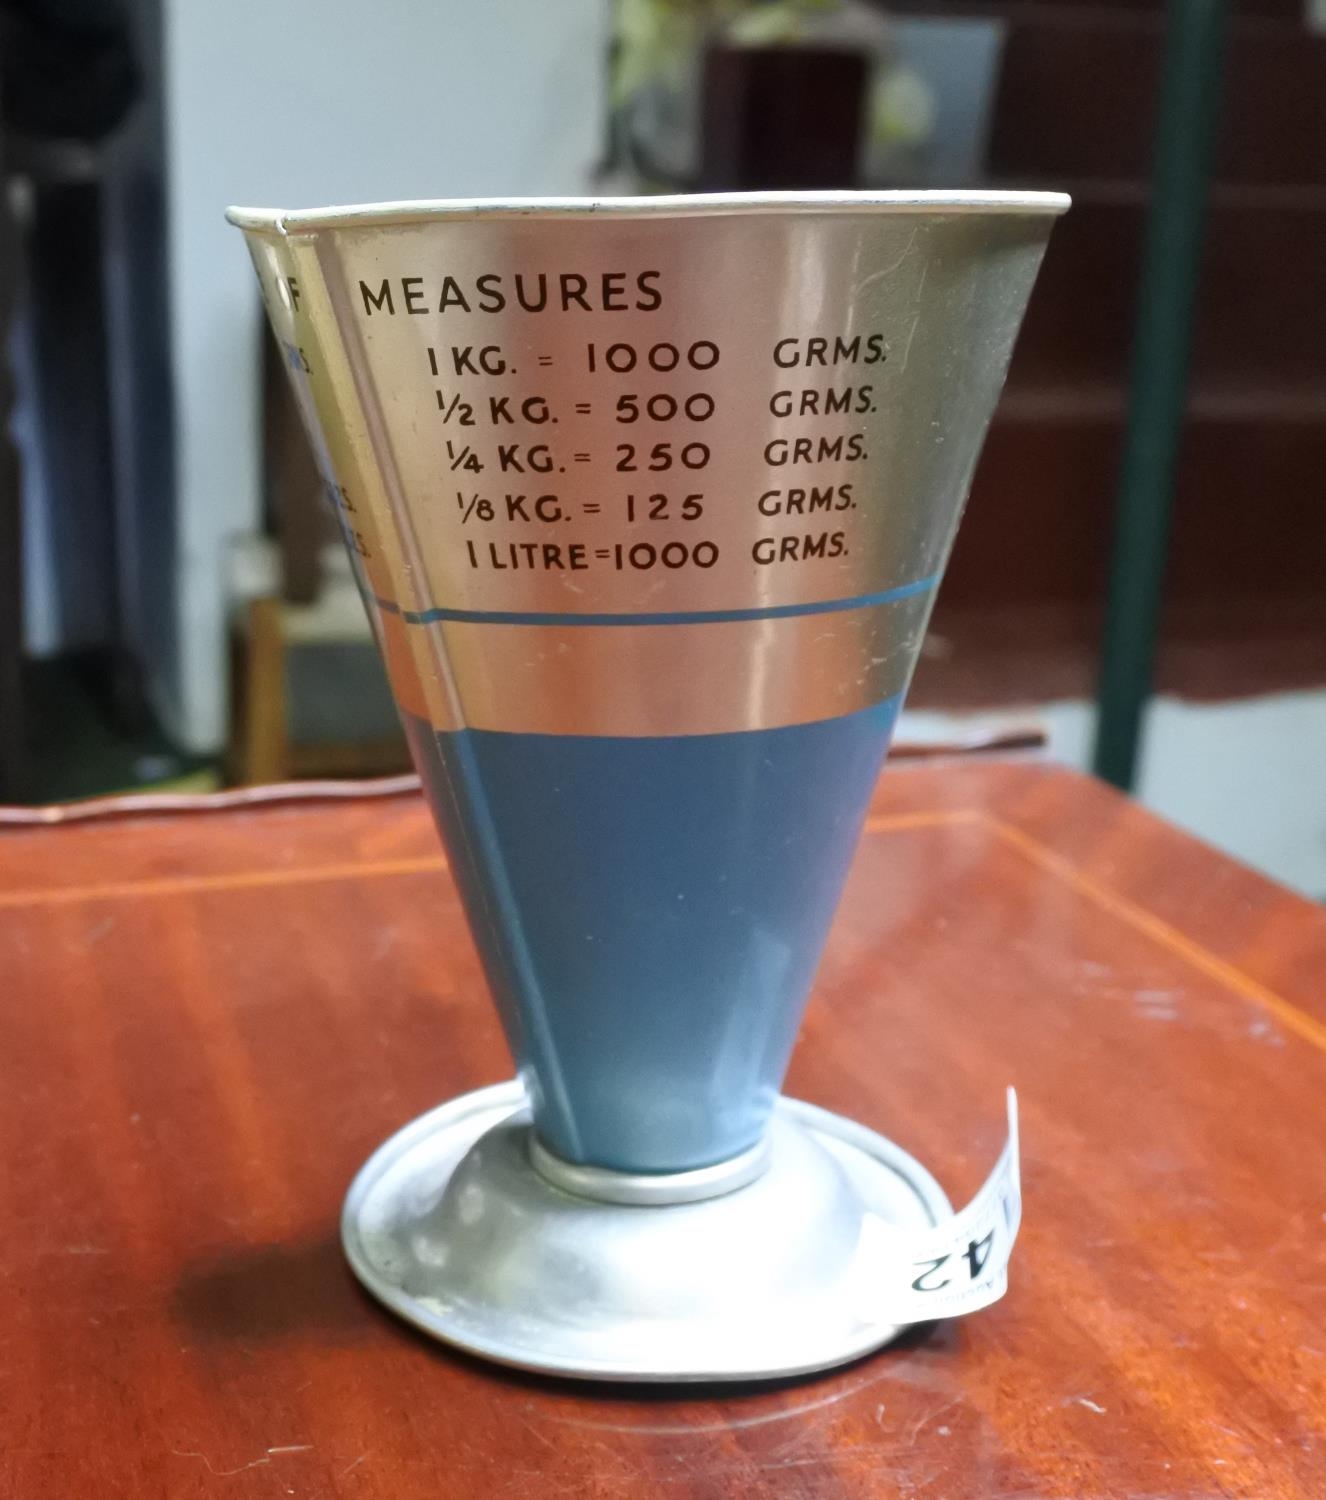 MEASURES
1 KG. = 1000 GRMS.
1/2 KG. = 500 GRMS.
1/4 KG. = 250 GRMS.
1/8 KG. = 125 GRMS.
1 LITRE = 1000 GRMS.
42